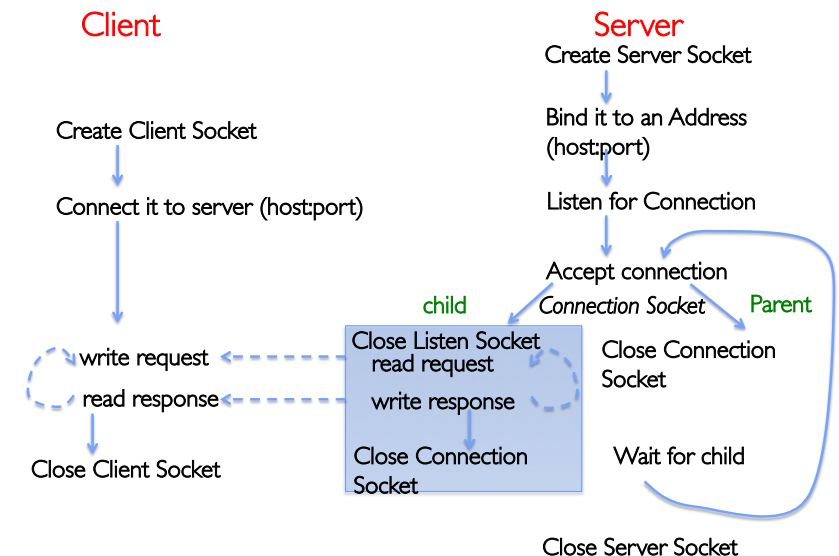 Client
Server
Create Server Socket
Bind it to an Address
(host:port)
Create Client Socket
Listen for Connection
Connect it to server (host:port)
Accept connection
child
Connection Socket
Parent
Close Listen Socket
read request
write request
Close Connection
Socket
read response
write response
Close Connection
Socket
Wait for child
Close Client Socket
Close Server Socket